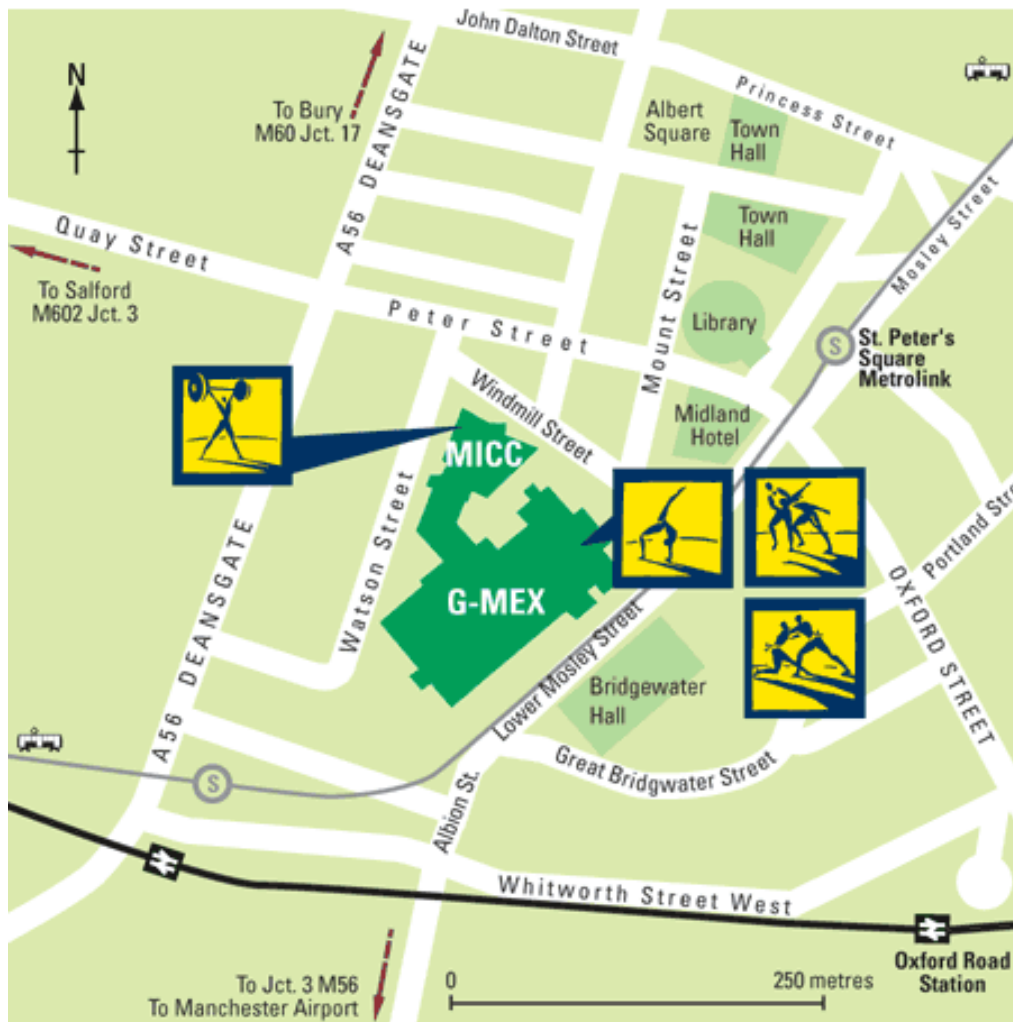 John Dalton Street
N
To Bury
M60 Jct. 17
A56 DEANSGATE
Albert
Square
Town
Hall
Princess Street
Quay Street
Town
Hall
Mosley Street
To Salford
M602 Jct. 3
Peter Street
Mount Street
Library
S
St. Peter's
Square
Metrolink
Windmill Street
Midland
Hotel
MICC
Watson Street
Portland Stre
G-MEX
OXFORD STREET
A56 DEANSGATE
Lower Mosley Street
Bridgewater
Hall
Great Bridgwater Street
S
Albion St.
Whitworth Street West
Oxford Road
Station
To Jct. 3 M56
To Manchester Airport
0 250 metres